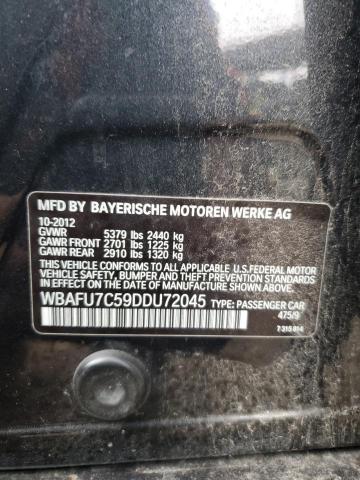 MFD BY BAYERISCHE MOTOREN WERKE AG
10-2012
GVWR 5379 lbs 2440 kg
GAWR FRONT 2701 lbs 1225 kg
GAWR REAR 2910 lbs 1320 kg
THIS VEHICLE CONFORMS TO ALL APPLICABLE U.S. FEDERAL MOTOR
VEHICLE SAFETY, BUMPER AND THEFT PREVENTION STANDARDS
IN EFFECT ON THE DATE OF MANUFACTURE SHOWN ABOVE
WBAFU7C59DDU72045 TYPE: PASSENGER CAR
475/9
7 315 814